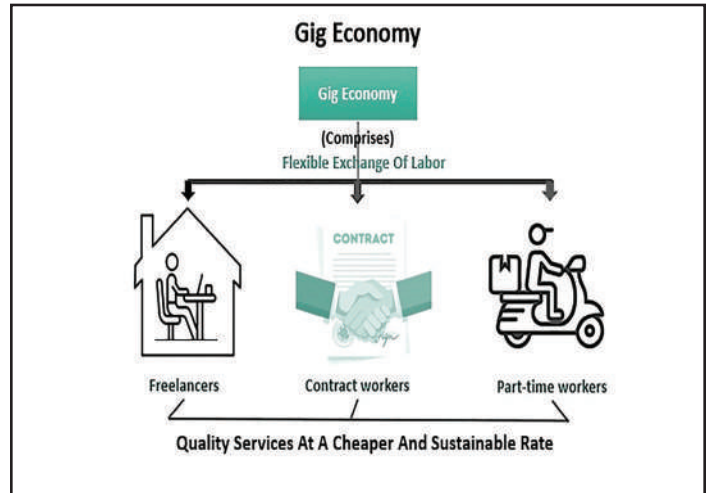 Gig Economy
Gig Economy
(Comprises)
Flexible Exchange Of Labor
CONTRACT
Freelancers
Contract workers
Part-time workers
Quality Services At A Cheaper And Sustainable Rate